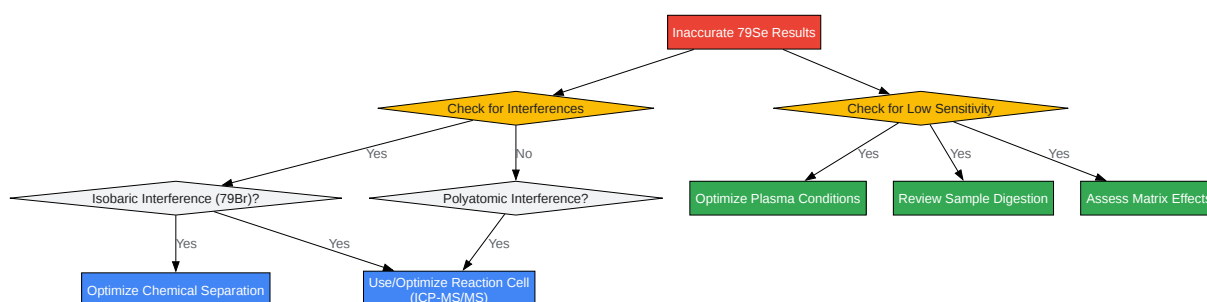 Inaccurate 79Se Results
Check for Interferences
Check for Low Sensitivity
Yes
No
Yes
Yes
Yes
Isobaric Interference (79Br)?
Polyatomic Interference?
Optimize Plasma Conditions
Review Sample Digestion
Assess Matrix Effects
Yes
Yes
Yes
Optimize Chemical Separation
Use/Optimize Reaction Cell
(ICP-MS/MS)